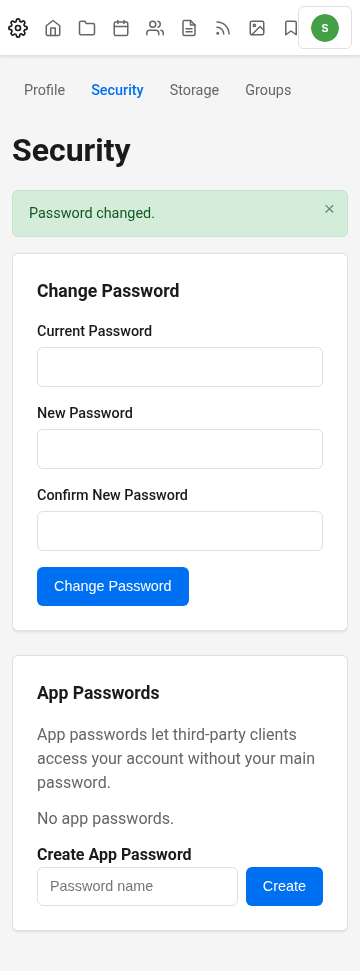 S
Profile Security Storage Groups
Security
Password changed.
×
Change Password
Current Password
New Password
Confirm New Password
Change Password
App Passwords
App passwords let third-party clients
access your account without your main
password.
No app passwords.
Create App Password
Password name
Create